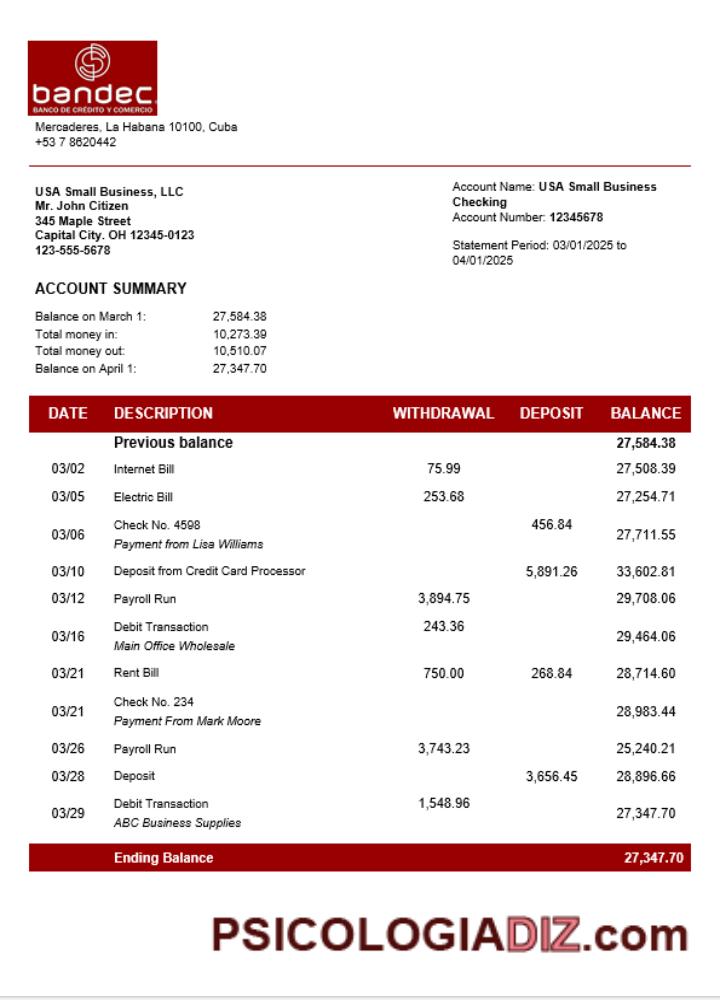 bandec
BANCO DE CRÉDITO Y COMERCIO
Mercaderes, La Habana 10100, Cuba
+53 7 8620442
USA Small Business, LLC
Mr. John Citizen
345 Maple Street
Capital City. OH 12345-0123
123-555-5678
Account Name: USA Small Business
Checking
Account Number: 12345678
Statement Period: 03/01/2025 to
04/01/2025
ACCOUNT SUMMARY
Balance on March 1: 27,584.38
Total money in: 10,273.39
Total money out: 10,510.07
Balance on April 1: 27,347.70
DATE DESCRIPTION WITHDRAWAL DEPOSIT BALANCE
Previous balance 27,584.38
03/02 Internet Bill 75.99 27,508.39
03/05 Electric Bill 253.68 27,254.71
03/06 Check No. 4598 456.84 27,711.55
Payment from Lisa Williams
03/10 Deposit from Credit Card Processor 5,891.26 33,602.81
03/12 Payroll Run 3,894.75 29,708.06
03/16 Debit Transaction 243.36 29,464.06
Main Office Wholesale
03/21 Rent Bill 750.00 268.84 28,714.60
03/21 Check No. 234 28,983.44
Payment From Mark Moore
03/26 Payroll Run 3,743.23 25,240.21
03/28 Deposit 3,656.45 28,896.66
03/29 Debit Transaction 1,548.96 27,347.70
ABC Business Supplies
Ending Balance 27,347.70
PSICOLOGIADIZ.com